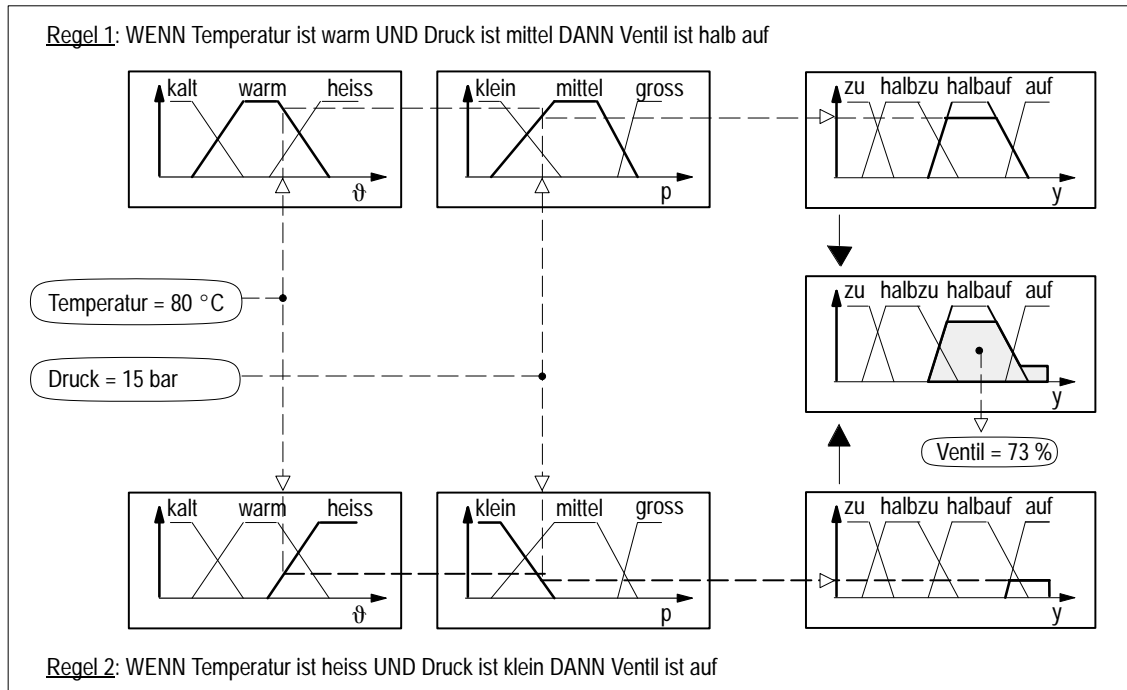 Regel 1: WENN Temperatur ist warm UND Druck ist mittel DANN Ventil ist halb auf
kalt warm heiss
ϑ
klein mittel gross
p
zu halbzu halbauf auf
y
Temperatur = 80 °C
zu halbzu halbauf auf
y
Druck = 15 bar
Ventil = 73 %
kalt warm heiss
ϑ
klein mittel gross
p
zu halbzu halbauf auf
y
Regel 2: WENN Temperatur ist heiss UND Druck ist klein DANN Ventil ist auf